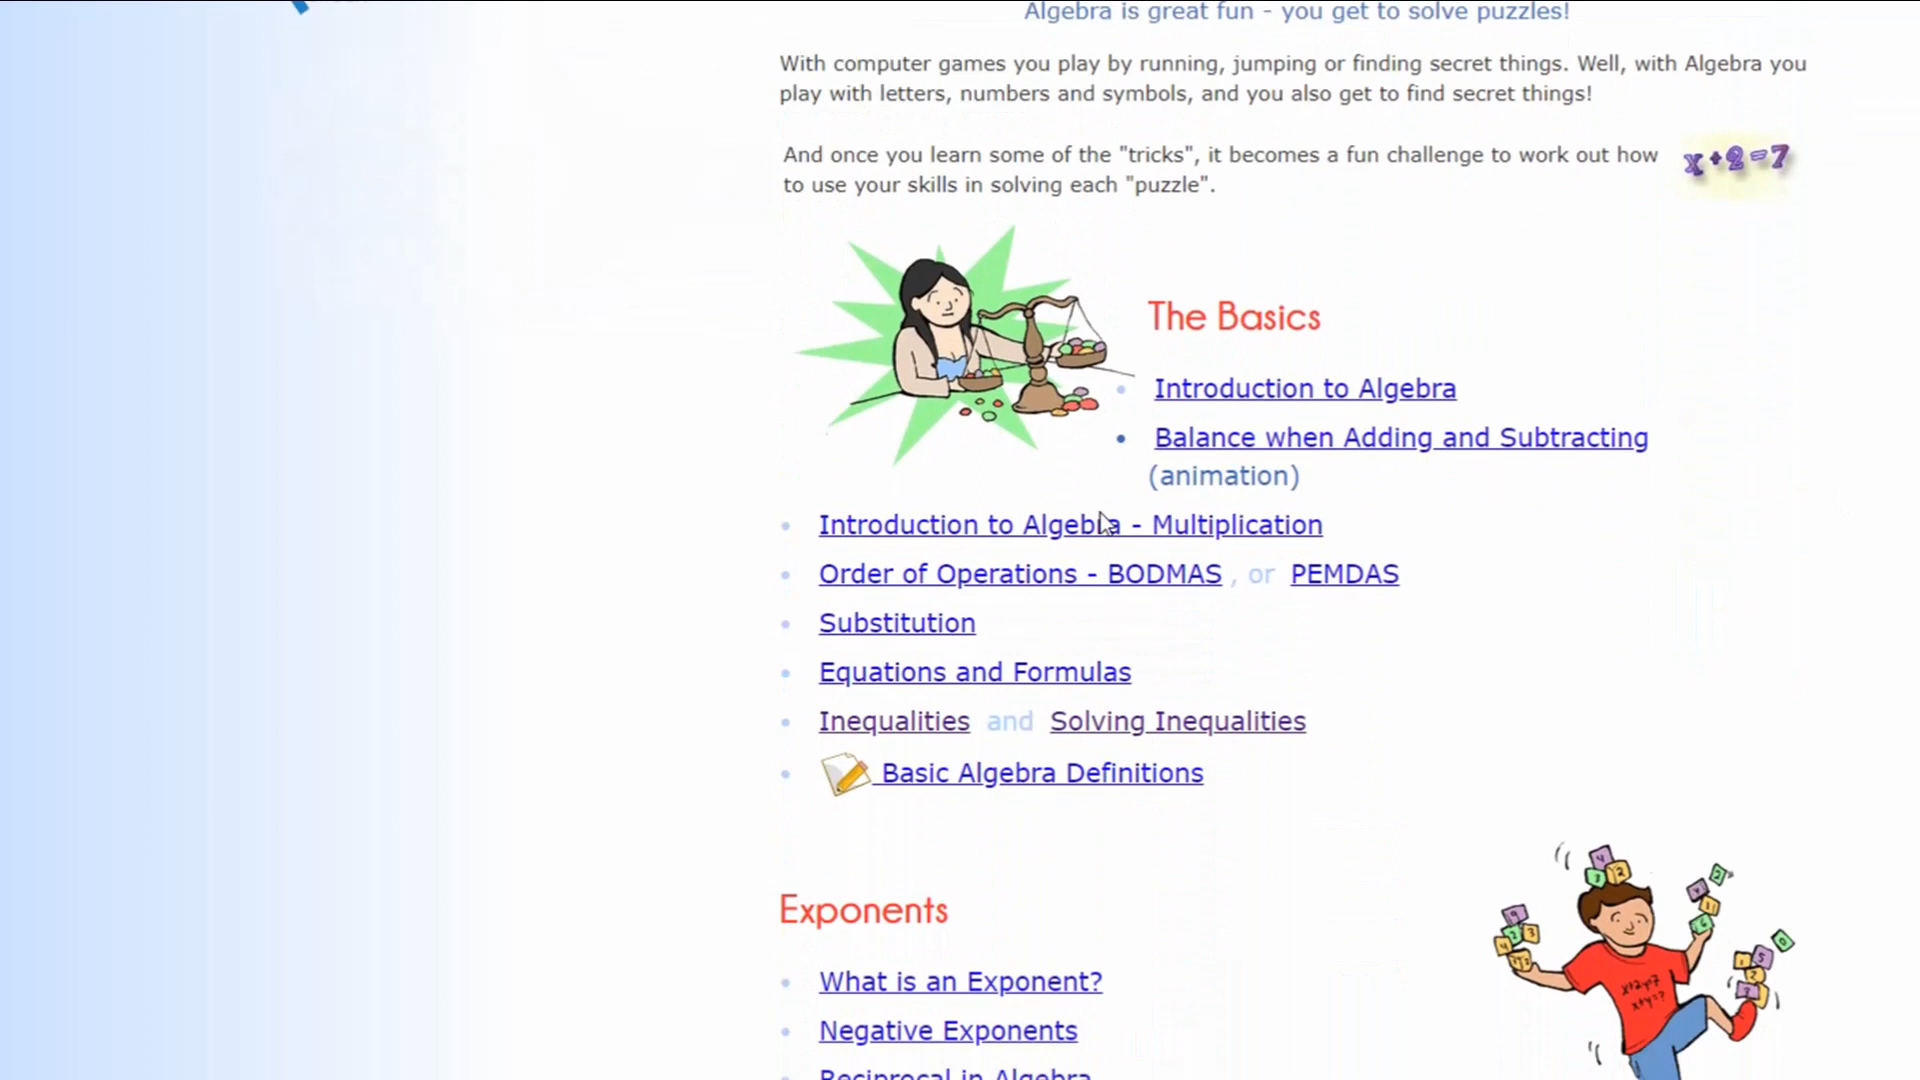 Algebra is great fun - you get to solve puzzles!
With computer games you play by running, jumping or finding secret things. Well, with Algebra you
play with letters, numbers and symbols, and you also get to find secret things!
And once you learn some of the "tricks", it becomes a fun challenge to work out how
to use your skills in solving each "puzzle".
x+2=7
The Basics
Introduction to Algebra
Balance when Adding and Subtracting
(animation)
Introduction to Algebra - Multiplication
Order of Operations - BODMAS , or PEMDAS
Substitution
Equations and Formulas
Inequalities and Solving Inequalities
Basic Algebra Definitions
Exponents
What is an Exponent?
Negative Exponents
Reciprocal in Algebra